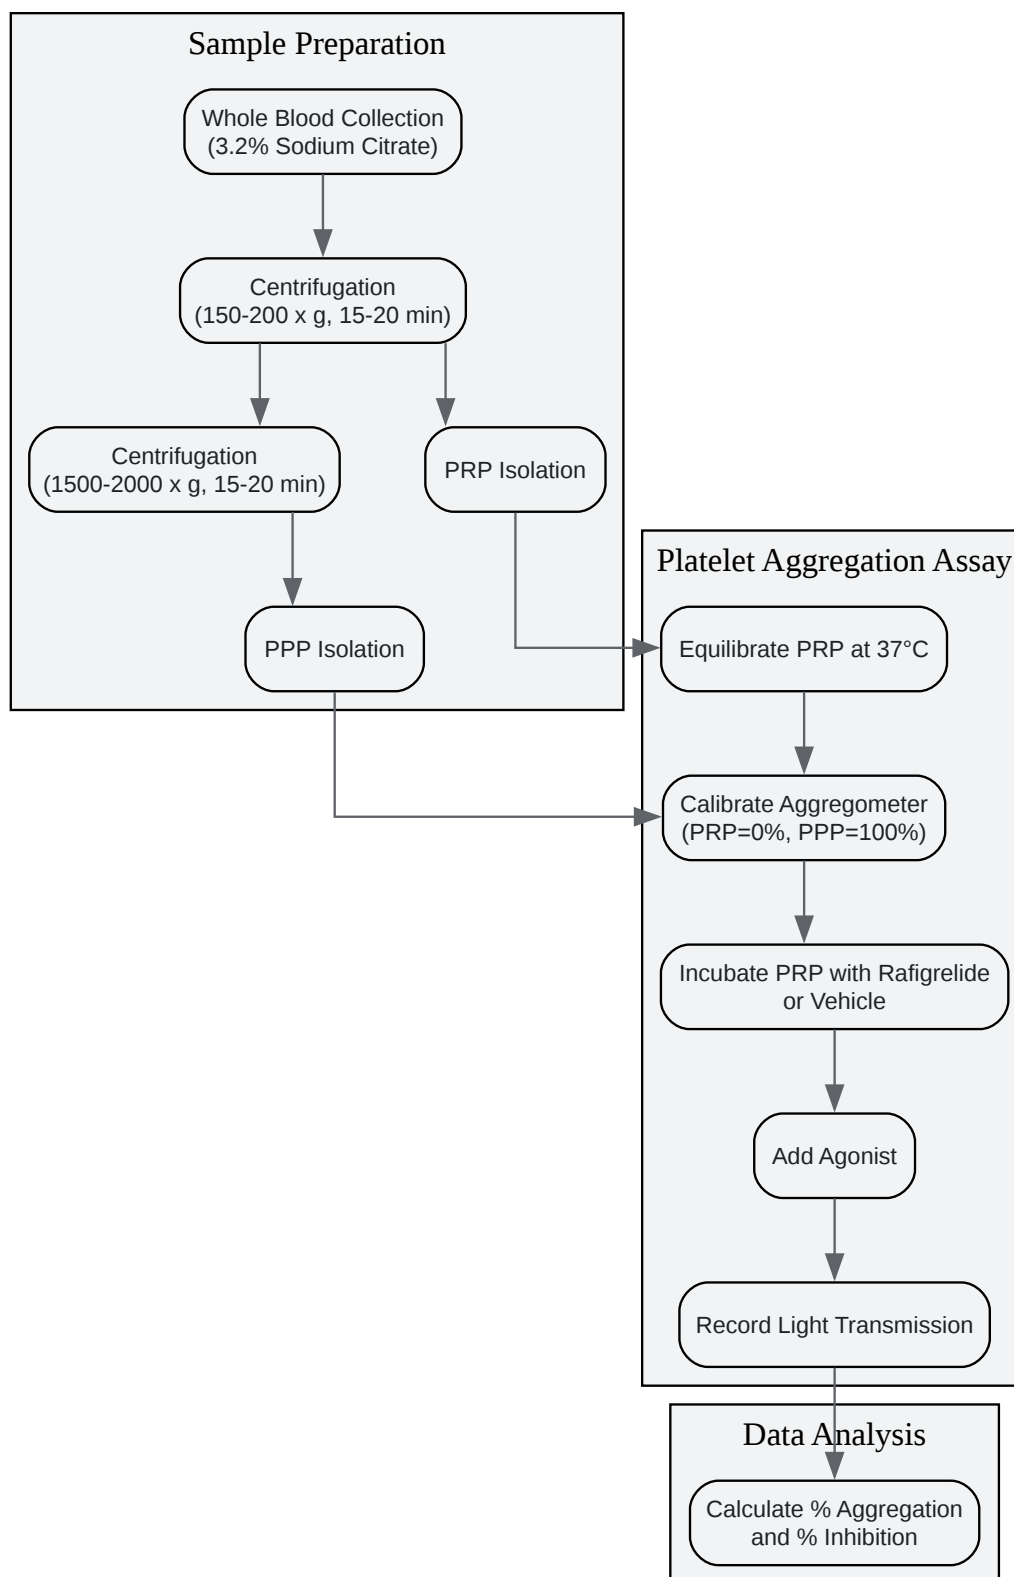 Sample Preparation
Whole Blood Collection
(3.2% Sodium Citrate)
Centrifugation
(150-200 x g, 15-20 min)
Centrifugation
(1500-2000 x g, 15-20 min)
PRP Isolation
PPP Isolation
Platelet Aggregation Assay
Equilibrate PRP at 37°C
Calibrate Aggregometer
(PRP=0%, PPP=100%)
Incubate PRP with Rafigrelide
or Vehicle
Add Agonist
Record Light Transmission
Data Analysis
Calculate % Aggregation
and % Inhibition